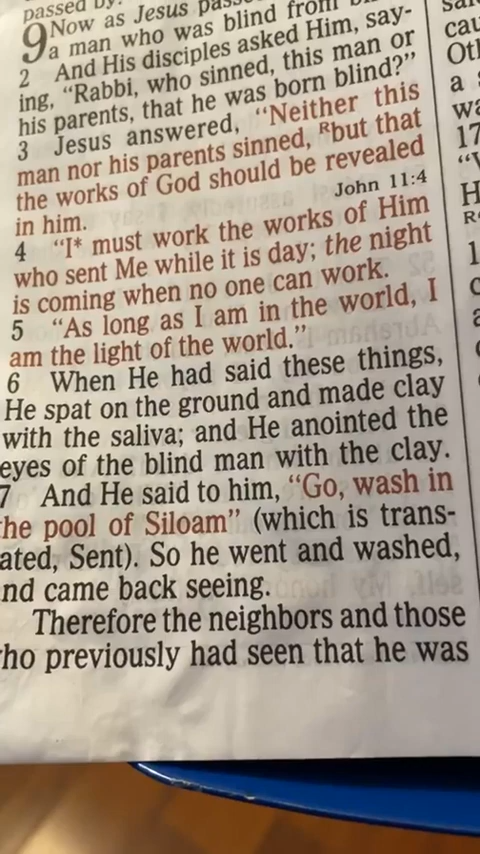 passed by.
9 Now as Jesus pass
a man who was blind from
2 And His disciples asked Him, say-
ing, “Rabbi, who sinned, this man or
his parents, that he was born blind?”
3 Jesus answered, “Neither this
man nor his parents sinned, ᴿbut that
the works of God should be revealed
in him.
John 11:4
4 “I* must work the works of Him
who sent Me while it is day; the night
is coming when no one can work.
5 “As long as I am in the world, I
am the light of the world.”
6 When He had said these things,
He spat on the ground and made clay
with the saliva; and He anointed the
eyes of the blind man with the clay.
7 And He said to him, “Go, wash in
he pool of Siloam” (which is trans-
ated, Sent). So he went and washed,
nd came back seeing.
Therefore the neighbors and those
ho previously had seen that he was
cau
Oth
a
wa
17
“
H
R
1